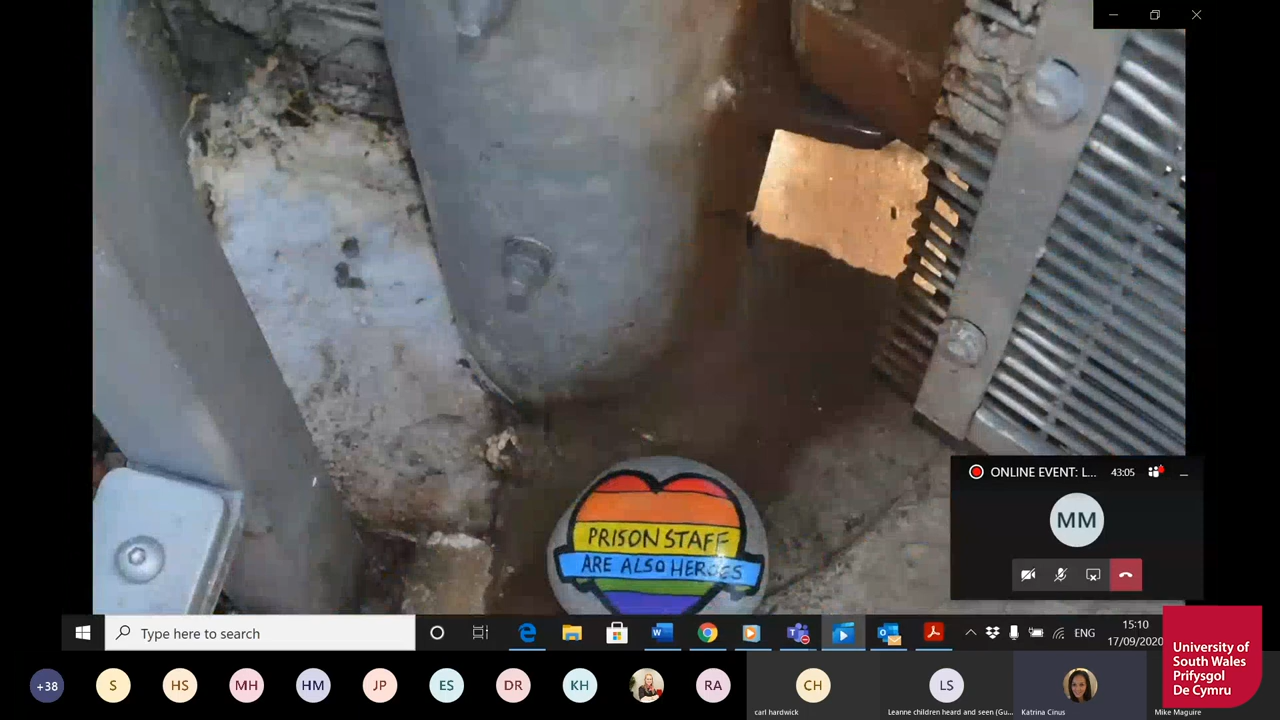 PRISON STAFF
ARE ALSO HEROES
ONLINE EVENT: L...
43:05
MM
Type here to search
ENG
15:10
17/09/2020
+38
S
HS
MH
HM
JP
ES
DR
KH
RA
CH
carl hardwick
LS
Leanne children heard and seen (Gu...
Katrina Cinus
Mike Maguire
University of
South Wales
Prifysgol
De Cymru